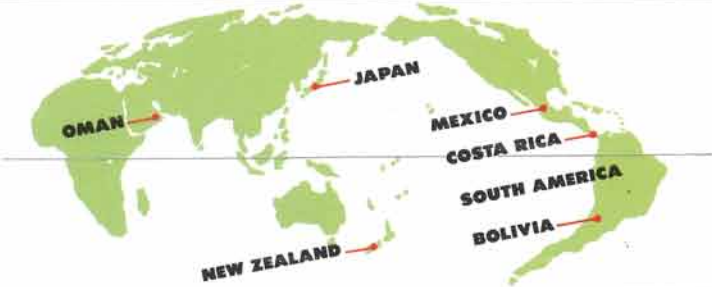 JAPAN
OMAN
MEXICO
COSTA RICA
SOUTH AMERICA
BOLIVIA
NEW ZEALAND